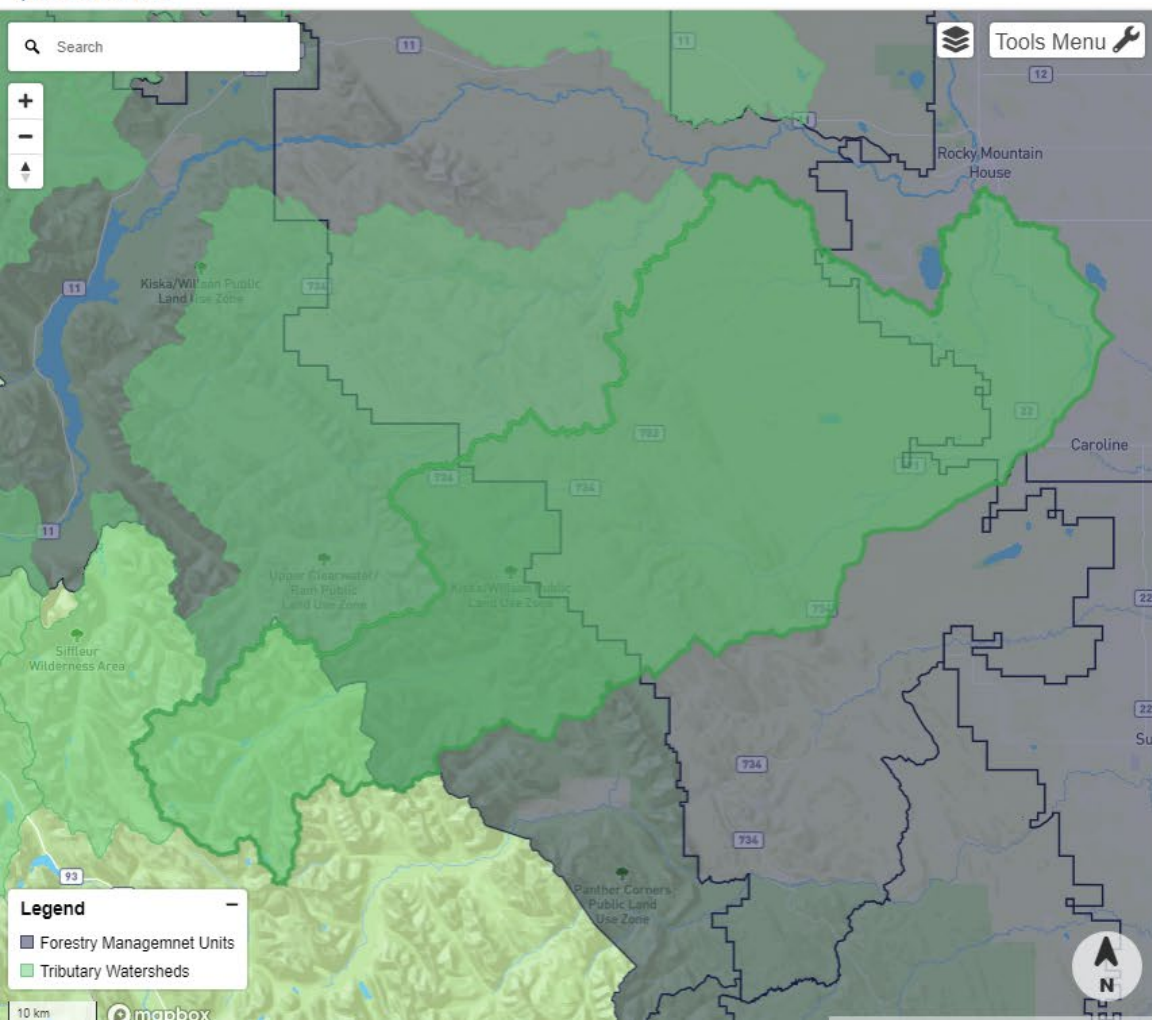 Search
11
11
Tools Menu
12
Rocky Mountain
House
11
Kiska/Willson Public
Land Use Zone
734
22
Caroline
752
734
734
11
Upper Clearwater/
Ram Public
Land Use Zone
Kiska/Willson Public
Land Use Zone
734
22
Siffleur
Wilderness Area
22
Su
734
734
93
Panther Corners
Public Land
Use Zone
Legend
Forestry Managemnet Units
Tributary Watersheds
10 km
mapbox
N